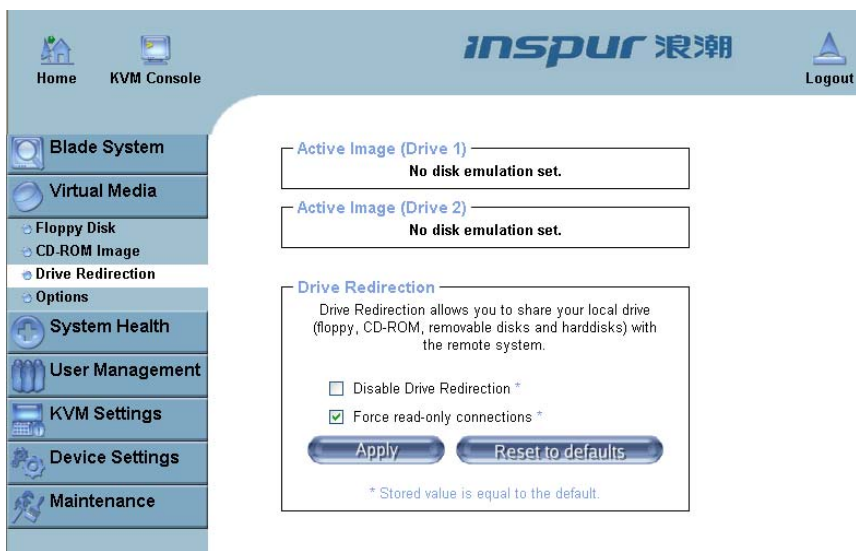 Home
KVM Console
inspur 浪潮
Logout
Blade System
Virtual Media
Floppy Disk
CD-ROM Image
Drive Redirection
Options
System Health
User Management
KVM Settings
Device Settings
Maintenance
Active Image (Drive 1)
No disk emulation set.
Active Image (Drive 2)
No disk emulation set.
Drive Redirection
Drive Redirection allows you to share your local drive
(floppy, CD-ROM, removable disks and harddisks) with
the remote system.
Disable Drive Redirection *
Force read-only connections *
Apply
Reset to defaults
* Stored value is equal to the default.